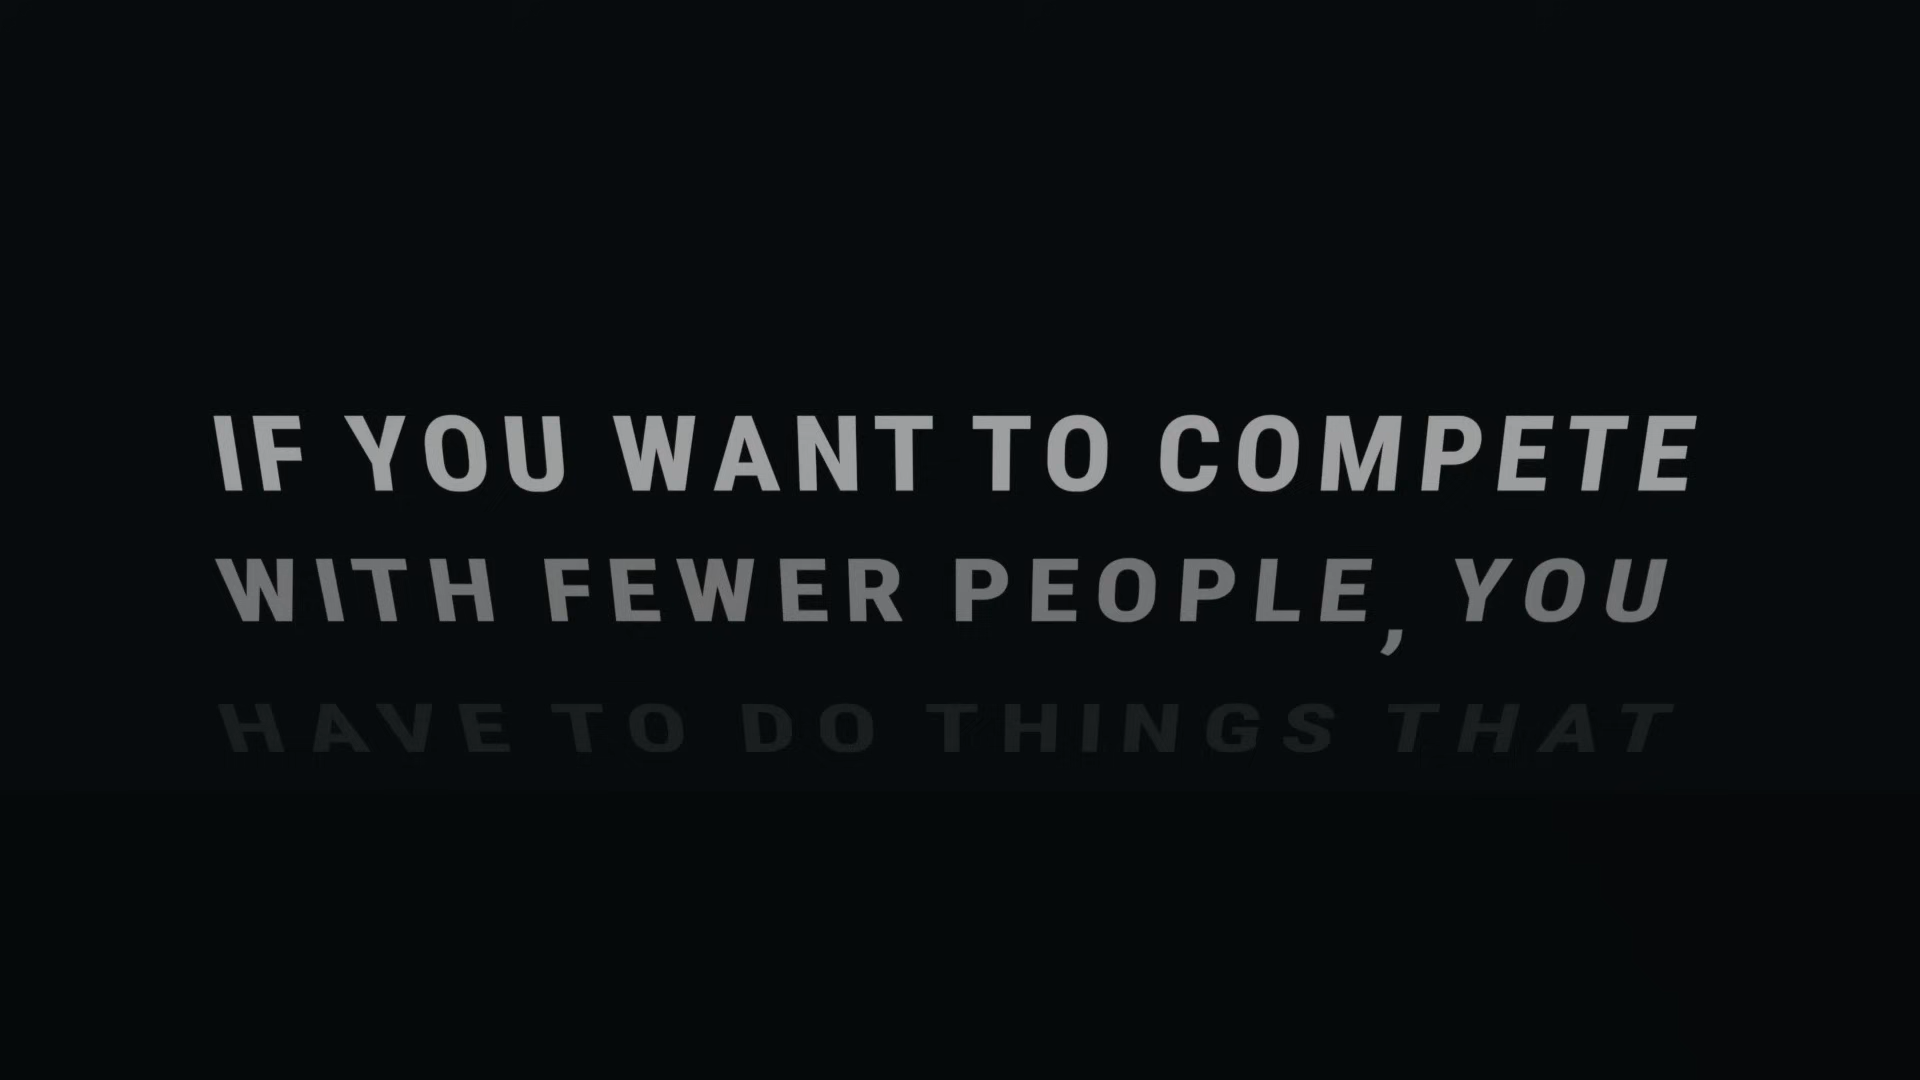 IF YOU WANT TO COMPETE
WITH FEWER PEOPLE, YOU
HAVE TO DO THINGS THAT